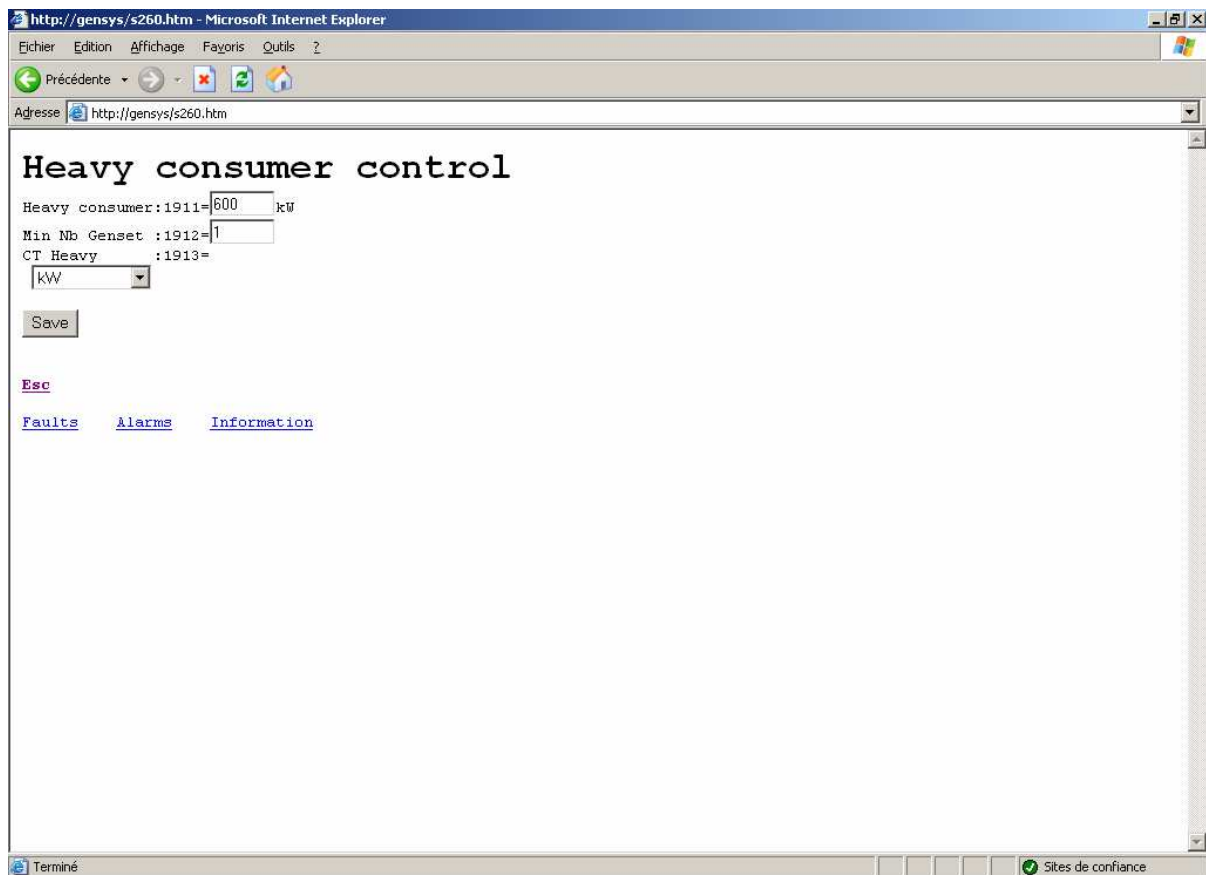 http://gensys/s260.htm - Microsoft Internet Explorer
Fichier Edition Affichage Favoris Outils ?
Précédente
Adresse http://gensys/s260.htm
Heavy consumer control
Heavy consumer:1911=600 kW
Min Nb Genset :1912=1
CT Heavy :1913=
kW
Save
Esc
Faults Alarms Information
Terminé Sites de confiance